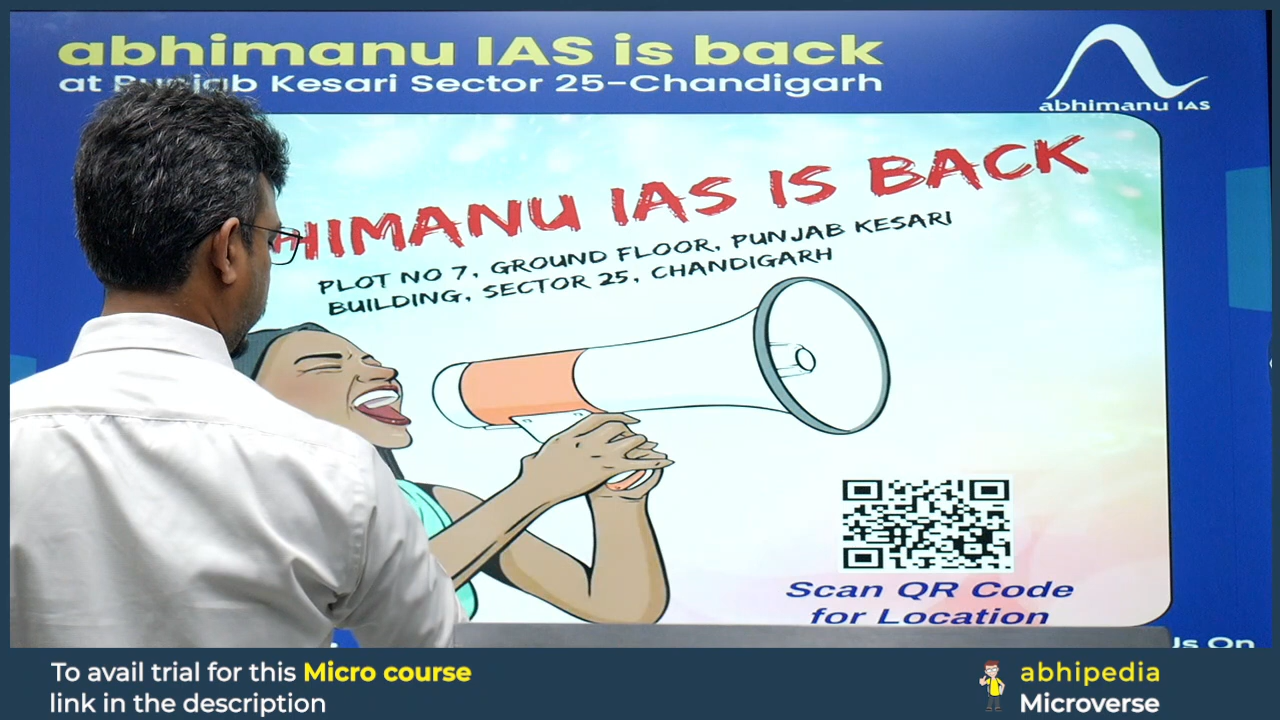 abhimanu IAS is back
at Punjab Kesari Sector 25-Chandigarh
abhimanu IAS
HIMANU IAS IS BACK
PLOT NO 7, GROUND FLOOR, PUNJAB KESARI
BUILDING, SECTOR 25, CHANDIGARH
Scan QR Code
for Location
Us On
To avail trial for this Micro course
link in the description
abhipedia
Microverse